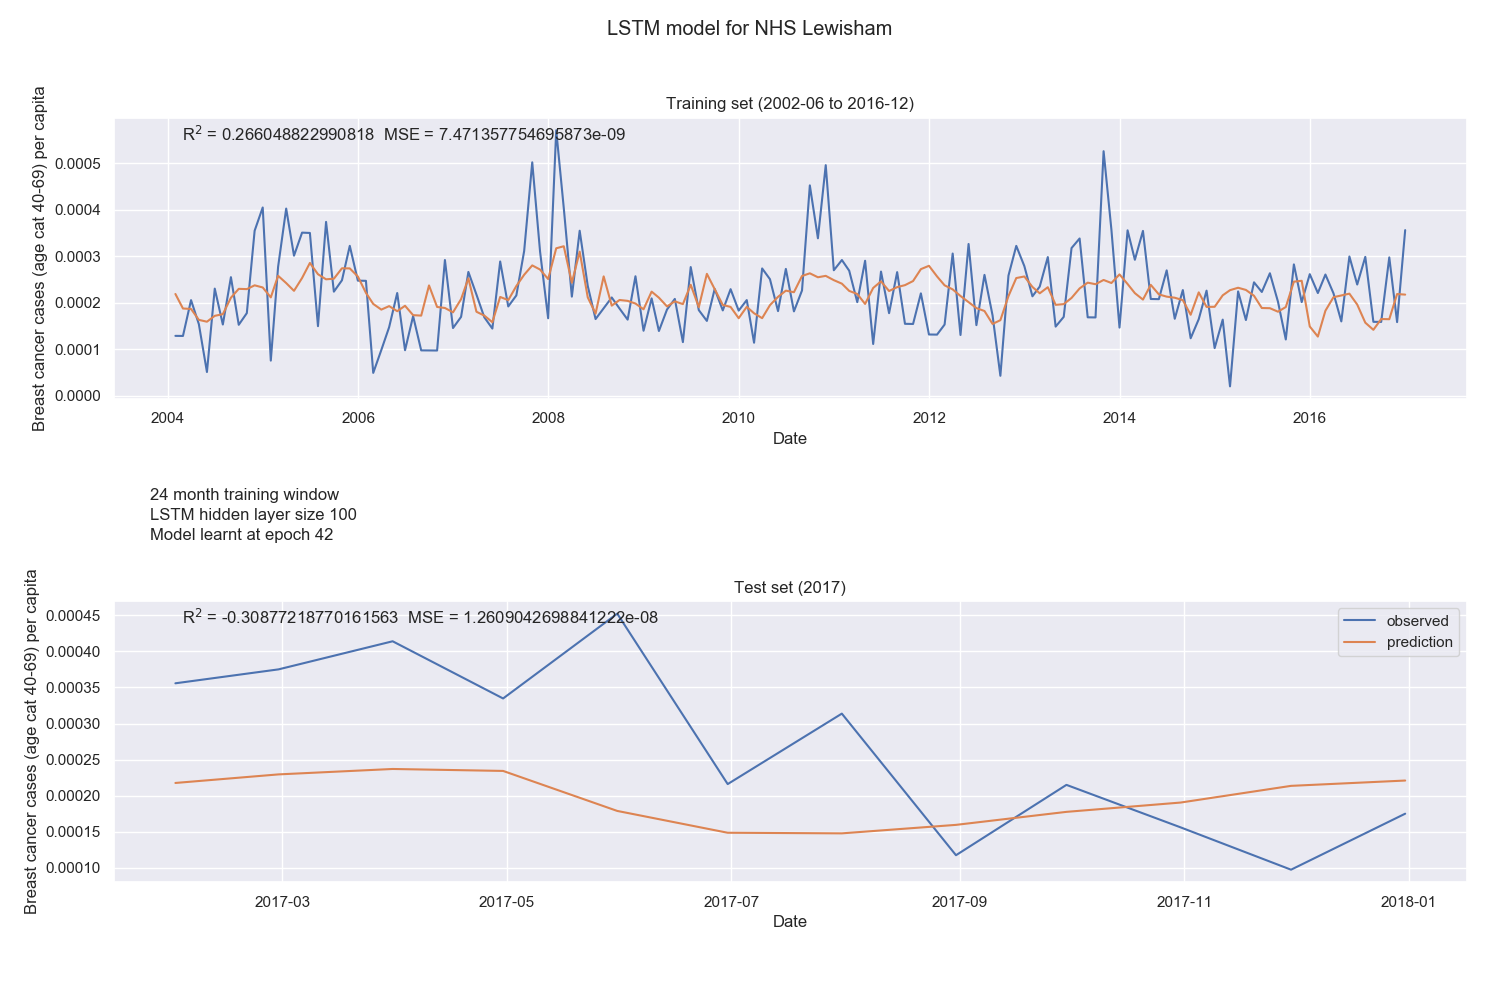 LSTM model for NHS Lewisham
Training set (2002-06 to 2016-12)
R² = 0.266048822990818 MSE = 7.471357754695873e-09
Breast cancer cases (age cat 40-69) per capita
0.0005
0.0004
0.0003
0.0002
0.0001
0.0000
2004 2006 2008 2010 2012 2014 2016
Date
24 month training window
LSTM hidden layer size 100
Model learnt at epoch 42
Test set (2017)
R² = -0.30877218770161563 MSE = 1.2609042698841222e-08
observed
prediction
Breast cancer cases (age cat 40-69) per capita
0.00045
0.00040
0.00035
0.00030
0.00025
0.00020
0.00015
0.00010
2017-03 2017-05 2017-07 2017-09 2017-11 2018-01
Date